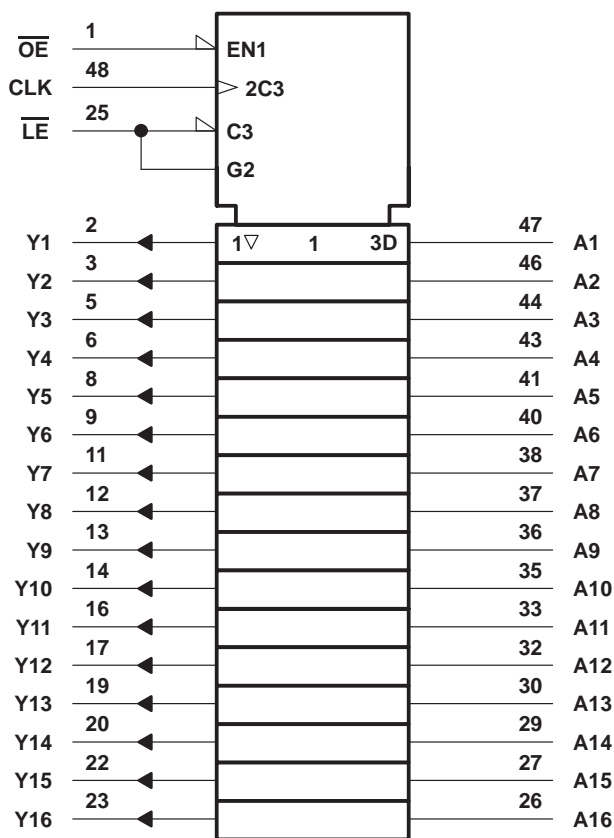 1
OE EN1
48
CLK 2C3
25
LE C3
G2
2 47
Y1 1▽ 1 3D A1
3 46
Y2 A2
5 44
Y3 A3
6 43
Y4 A4
8 41
Y5 A5
9 40
Y6 A6
11 38
Y7 A7
12 37
Y8 A8
13 36
Y9 A9
14 35
Y10 A10
16 33
Y11 A11
17 32
Y12 A12
19 30
Y13 A13
20 29
Y14 A14
22 27
Y15 A15
23 26
Y16 A16